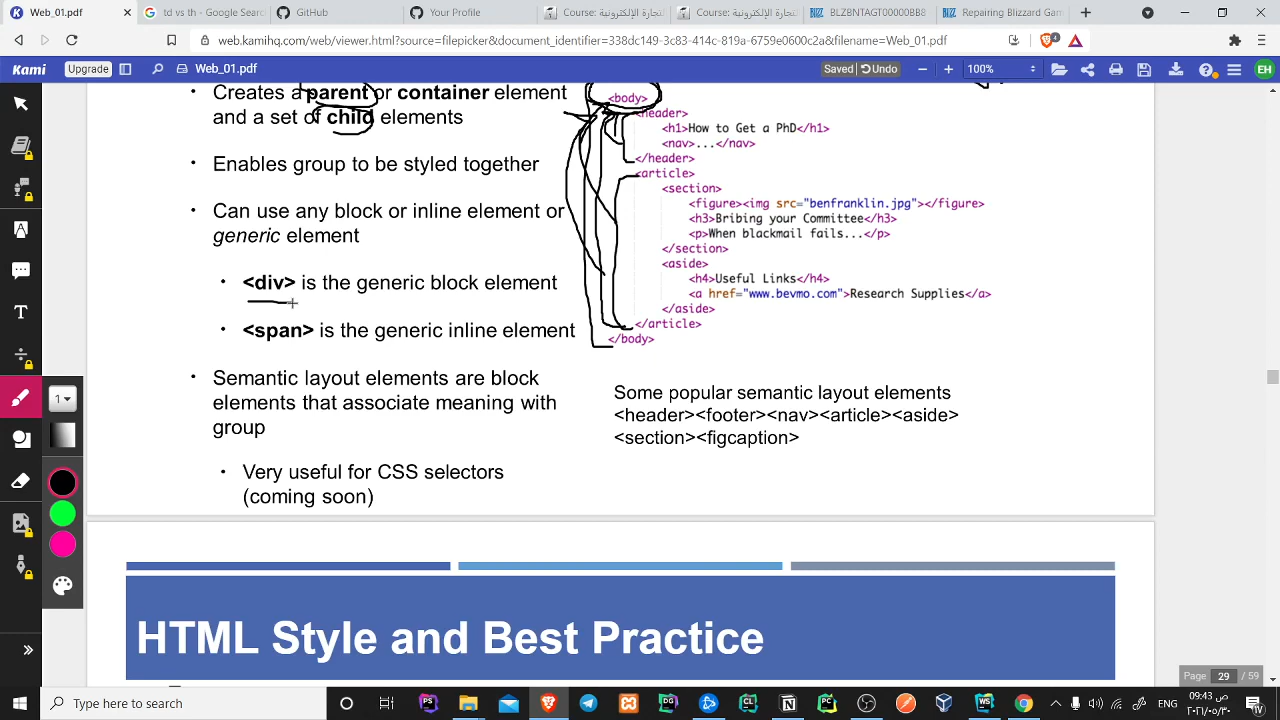 Web_01.pdf
td vs th - Google Search
GitHub
Your Profile
Course: التجارة الإلكترونية
Course: التجارة الإلكترونية
BLZBNTAGT00000BB8
Repairing Blizzard Gam
web.kamihq.com/web/viewer.html?source=filepicker&document_identifier=338dc149-3c83-414c-819a-6759e0600c2a&filename=Web_01.pdf
4
Kami
Upgrade
Web_01.pdf
Saved
Undo
100%
EH
Creates a parent or container element
and a set of child elements
• Enables group to be styled together
• Can use any block or inline element or
generic element
• <div> is the generic block element
• <span> is the generic inline element
• Semantic layout elements are block
elements that associate meaning with
group
• Very useful for CSS selectors
(coming soon)
<body>
<header>
<h1>How to Get a PhD</h1>
<nav>...</nav>
</header>
<article>
<section>
<figure><img src="benfranklin.jpg"></figure>
<h3>Bribing your Committee</h3>
<p>When blackmail fails...</p>
</section>
<aside>
<h4>Useful Links</h4>
<a href="www.bevmo.com">Research Supplies</a>
</aside>
</article>
</body>
Some popular semantic layout elements
<header><footer><nav><article><aside>
<section><figcaption>
HTML Style and Best Practice
1
Page 29 / 59
Type here to search
PS
DG
CL
PC
WS
ENG
09:43 ص